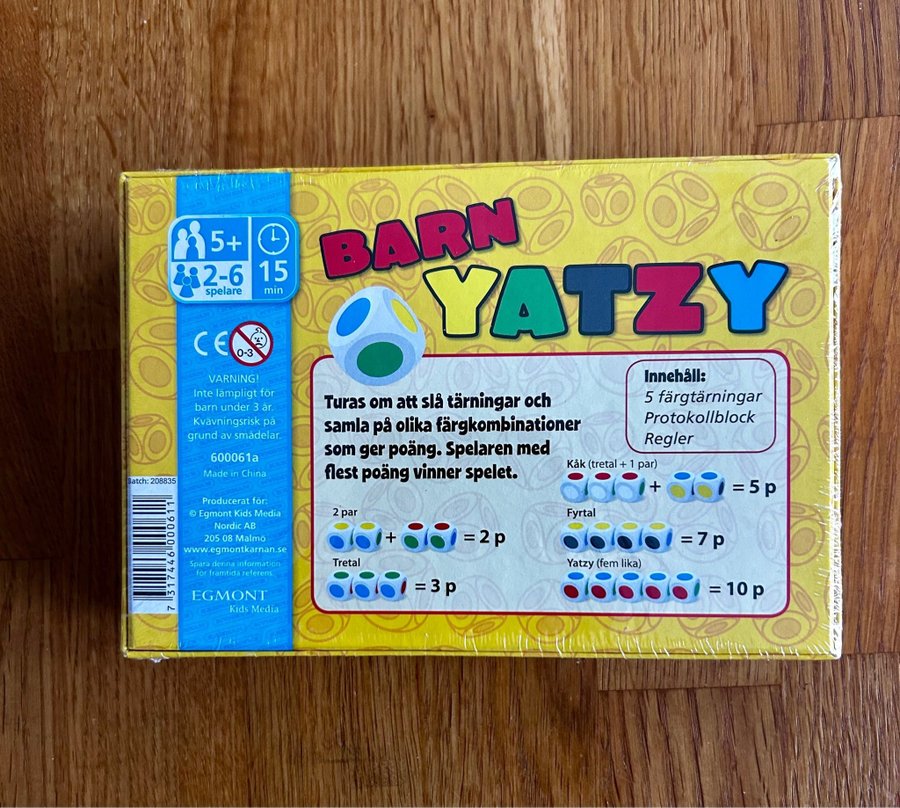 5+
2-6
spelare
15
min
CE
0-3
VARNING!
Inte lämpligt för
barn under 3 år.
Kvävningsrisk på
grund av smådelar.
600061a
Made in China
Batch: 208835
7 317446 000611
Producerat för:
© Egmont Kids Media
Nordic AB
205 08 Malmö
www.egmontkarnan.se
Spara denna information
för framtida referens.
EGMONT
Kids Media
BARN
YATZY
Turas om att slå tärningar och
samla på olika färgkombinationer
som ger poäng. Spelaren med
flest poäng vinner spelet.
Innehåll:
5 färgtärningar
Protokollblock
Regler
2 par
+ = 2 p
Tretal
= 3 p
Kåk (tretal + 1 par)
+ = 5 p
Fyrtal
= 7 p
Yatzy (fem lika)
= 10 p